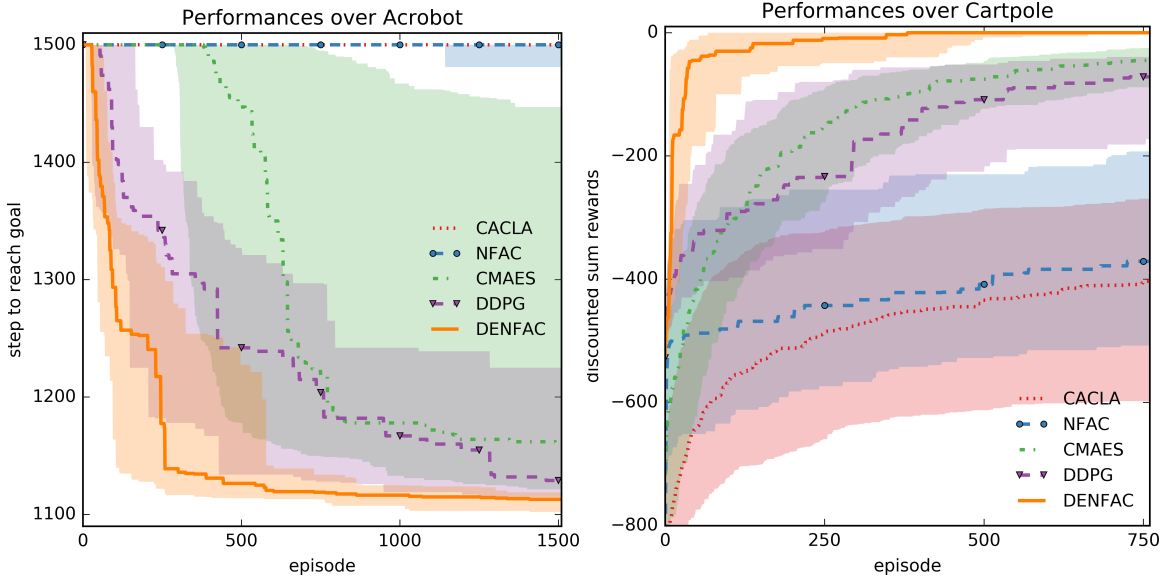 Performances over Acrobot
step to reach goal
1500
1400
1300
1200
1100
0
500
1000
1500
episode
CACLA
NFAC
CMAES
DDPG
DENFAC
Performances over Cartpole
discounted sum rewards
0
−200
−400
−600
−800
0
250
500
750
episode
CACLA
NFAC
CMAES
DDPG
DENFAC